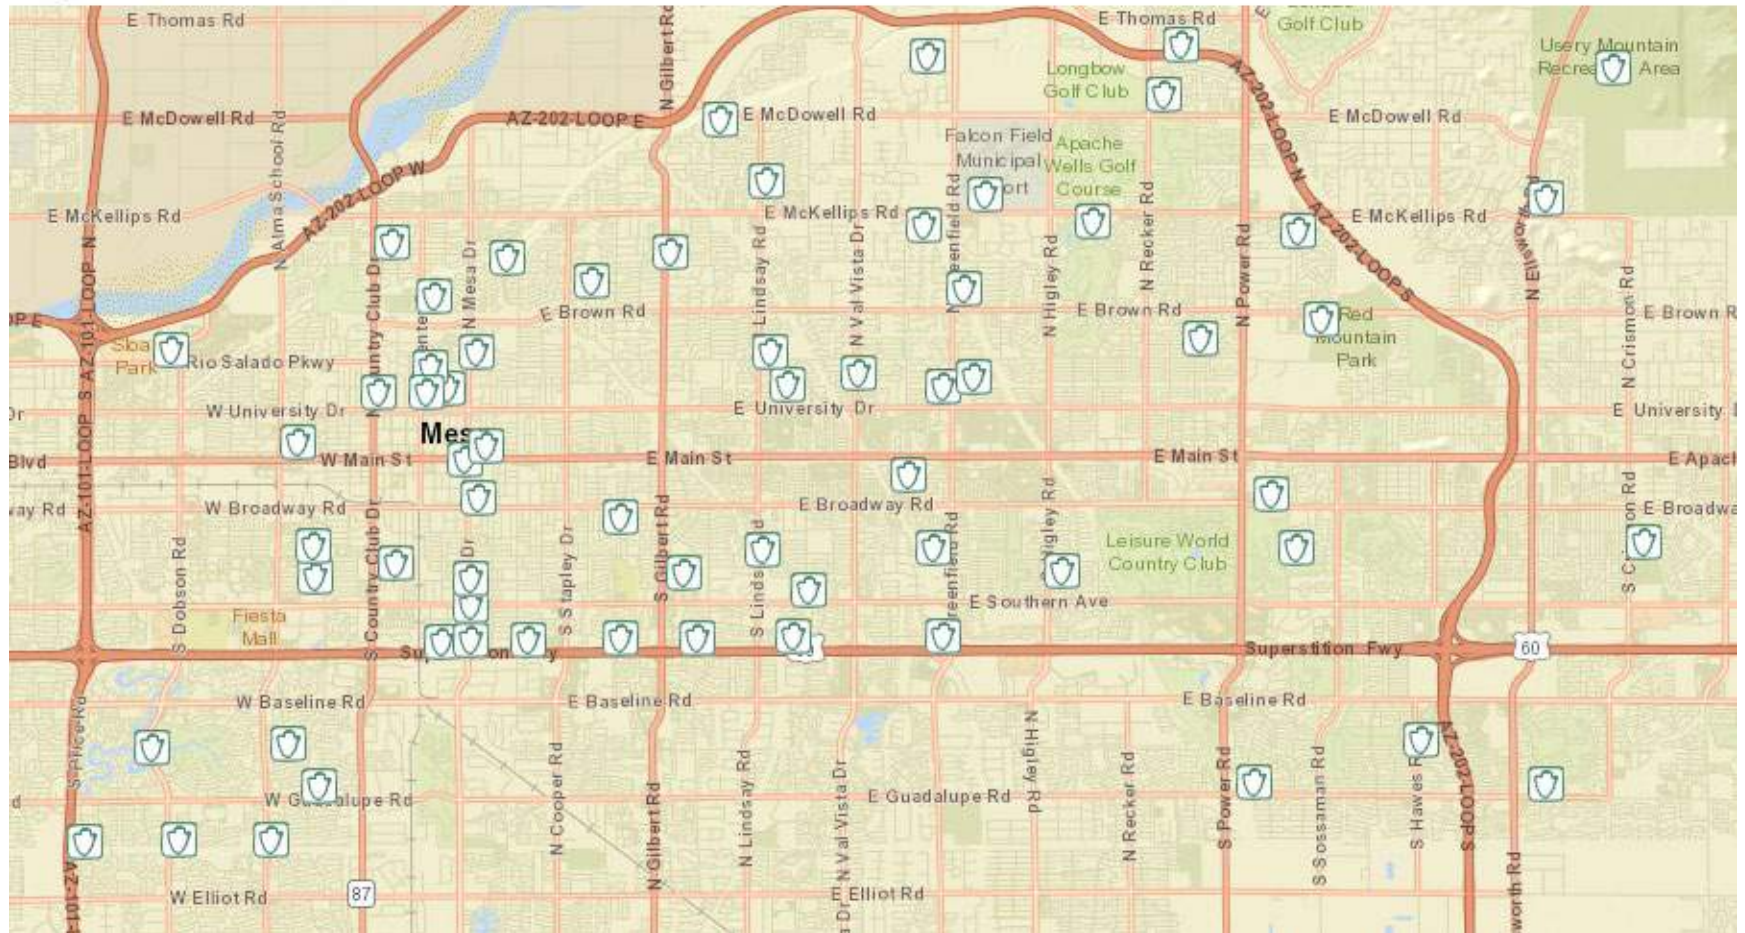 E Thomas Rd
N Gilbert Rd
E Thomas Rd
Golf Club
Usery Mountain
Area
Longbow
Golf Club
AZ-202-LOOP N
E McDowell Rd
N Alma School Rd
AZ-202-LOOP E
E McDowell Rd
E McDowell Rd
Falcon Field
Municipal
Apache
Wells Golf
Course
AZ-202-LOOP W
E McKellips Rd
E McKellips Rd
E McKellips Rd
AZ-202-LOOP S
N Recker Rd
N Mesa Dr
Lindsay Rd
N Val Vista Dr
N Higley Rd
N Power Rd
N Crismon Rd
AZ-101-LOOP N
E Brown Rd
E Brown Rd
E Brown R
Red
Mountain
Park
Park
Rio Salado Pkwy
AZ-101-LOOP S
W University Dr
E University Dr
E University
Mes
Blvd
W Main St
E Main St
E Main St
E Apach
way Rd
W Broadway Rd
E Broadway Rd
E Broadwa
S Dobson Rd
S Country Club Dr
Dr
S Stapley Dr
S Gilbert Rd
Leisure World
Country Club
E Southern Ave
Fiesta
Mall
Superstition Fwy
60
W Baseline Rd
E Baseline Rd
E Baseline Rd
S Price Rd
N Cooper Rd
N Gilbert Rd
N Lindsay Rd
N Val Vista Dr
N Higley Rd
N Recker Rd
S Power Rd
S Sossaman Rd
S Hawes R
AZ-202-LOOP S
E Guadalupe Rd
W Elliot Rd
87
E Elliot Rd
worth Rd
AZ-101